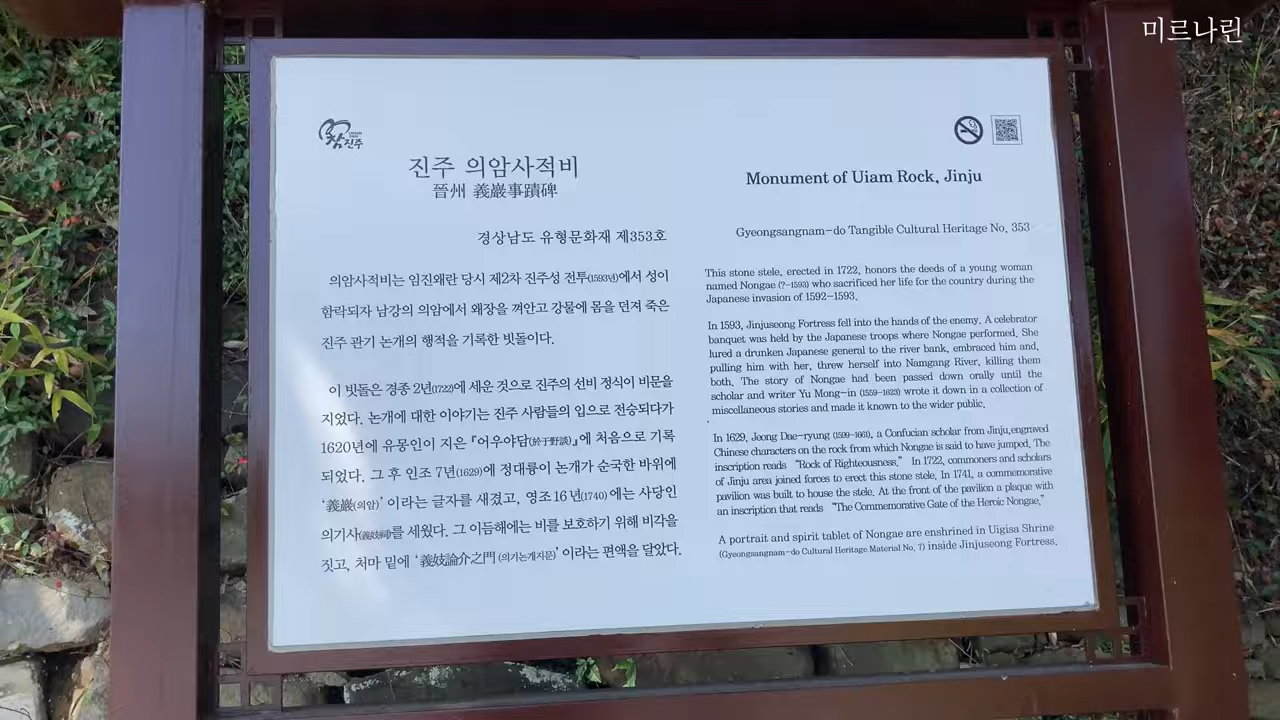 미르나린
참진주
진주 의암사적비
晉州 義巖事蹟碑
경상남도 유형문화재 제353호
의암사적비는 임진왜란 당시 제2차 진주성 전투(1593년)에서 성이
함락되자 남강의 의암에서 왜장을 껴안고 강물에 몸을 던져 죽은
진주 관기 논개의 행적을 기록한 빗돌이다.
이 빗돌은 경종 2년(1722)에 세운 것으로 진주의 선비 정식이 비문을
지었다. 논개에 대한 이야기는 진주 사람들의 입으로 전승되다가
1620년에 유몽인이 지은 『어우야담(於于野談)』에 처음으로 기록
되었다. 그 후 인조 7년(1629)에 정대륭이 논개가 순국한 바위에
‘義巖(의암)’이라는 글자를 새겼고, 영조 16년(1740)에는 사당인
의기사(義妓祠)를 세웠다. 그 이듬해에는 비를 보호하기 위해 비각을
짓고, 처마 밑에 ‘義妓論介之門(의기논개지문)’이라는 편액을 달았다.
Monument of Uiam Rock, Jinju
Gyeongsangnam-do Tangible Cultural Heritage No. 353
This stone stele, erected in 1722, honors the deeds of a young woman
named Nongae (?-1593) who sacrificed her life for the country during the
Japanese invasion of 1592-1593.
In 1593, Jinjuseong Fortress fell into the hands of the enemy. A celebrator
banquet was held by the Japanese troops where Nongae performed. She
lured a drunken Japanese general to the river bank, embraced him and,
pulling him with her, threw herself into Namgang River, killing them
both. The story of Nongae had been passed down orally until the
scholar and writer Yu Mong-in (1559-1623) wrote it down in a collection of
miscellaneous stories and made it known to the wider public.
In 1629, Jeong Dae-ryung (1599-1661), a Confucian scholar from Jinju,engraved
Chinese characters on the rock from which Nongae is said to have jumped. The
inscription reads “Rock of Righteousness.” In 1722, commoners and scholars
of Jinju area joined forces to erect this stone stele. In 1741, a commemorative
pavilion was built to house the stele. At the front of the pavilion a plaque with
an inscription that reads “The Commemorative Gate of the Heroic Nongae.”
A portrait and spirit tablet of Nongae are enshrined in Uigisa Shrine
(Gyeongsangnam-do Cultural Heritage Material No. 7) inside Jinjuseong Fortress.